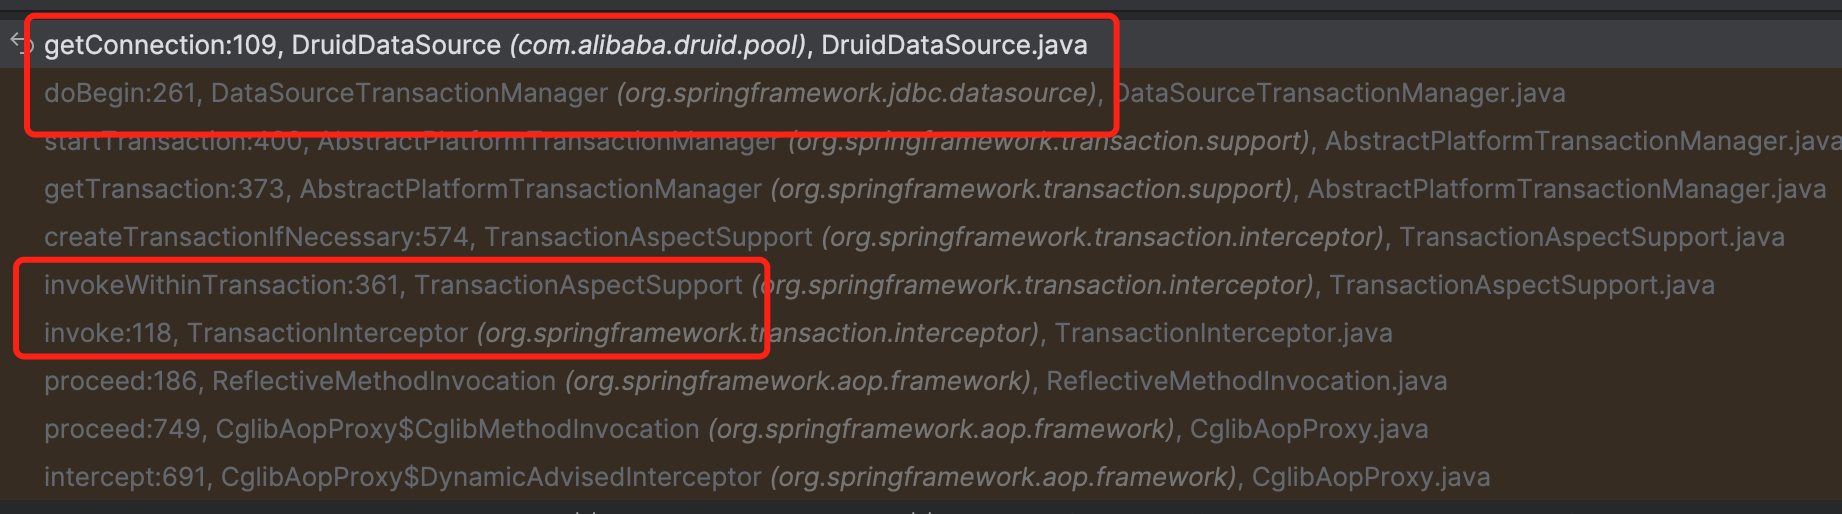 getConnection:109, DruidDataSource (com.alibaba.druid.pool), DruidDataSource.java
doBegin:261, DataSourceTransactionManager (org.springframework.jdbc.datasource), DataSourceTransactionManager.java
startTransaction:400, AbstractPlatformTransactionManager (org.springframework.transaction.support), AbstractPlatformTransactionManager.java
getTransaction:373, AbstractPlatformTransactionManager (org.springframework.transaction.support), AbstractPlatformTransactionManager.java
createTransactionIfNecessary:574, TransactionAspectSupport (org.springframework.transaction.interceptor), TransactionAspectSupport.java
invokeWithinTransaction:361, TransactionAspectSupport (org.springframework.transaction.interceptor), TransactionAspectSupport.java
invoke:118, TransactionInterceptor (org.springframework.transaction.interceptor), TransactionInterceptor.java
proceed:186, ReflectiveMethodInvocation (org.springframework.aop.framework), ReflectiveMethodInvocation.java
proceed:749, CglibAopProxy$CglibMethodInvocation (org.springframework.aop.framework), CglibAopProxy.java
intercept:691, CglibAopProxy$DynamicAdvisedInterceptor (org.springframework.aop.framework), CglibAopProxy.java